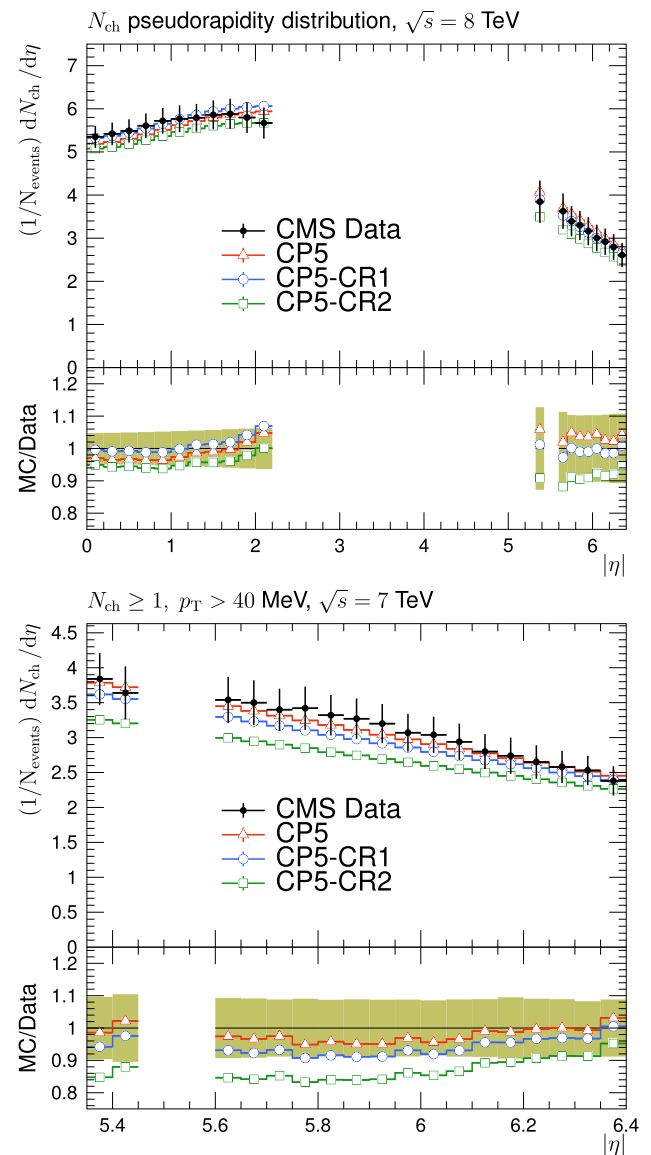 N_ch pseudorapidity distribution, √s = 8 TeV
(1/N_events) dN_ch/dη
7
6
5
4
3
2
1
0
CMS Data
CP5
CP5-CR1
CP5-CR2
MC/Data
1.2
1.1
1
0.9
0.8
0 1 2 3 4 5 6
|η|
N_ch ≥ 1, p_T > 40 MeV, √s = 7 TeV
(1/N_events) dN_ch/dη
4.5
4
3.5
3
2.5
2
1.5
1
0.5
0
CMS Data
CP5
CP5-CR1
CP5-CR2
MC/Data
1.2
1.1
1
0.9
0.8
5.4 5.6 5.8 6 6.2 6.4
|η|